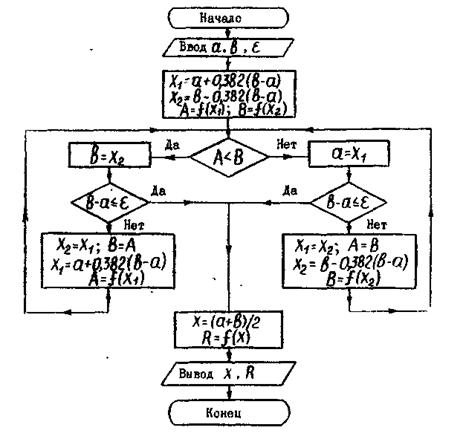 Начало
Ввод a, в, ε
x₁=a+0,382(в-a)
x₂=в-0,382(в-a)
A=f(x₁); B=f(x₂)
Да
A<B
Нет
в=x₂
a=x₁
в-a≤ε
Да
Да
в-a≤ε
Нет
Нет
x₂=x₁; B=A
x₁=a+0,382(в-a)
A=f(x₁)
x₁=x₂; A=B
x₂=в-0,382(в-a)
B=f(x₂)
x=(a+в)/2
R=f(x)
Вывод x, R
Конец